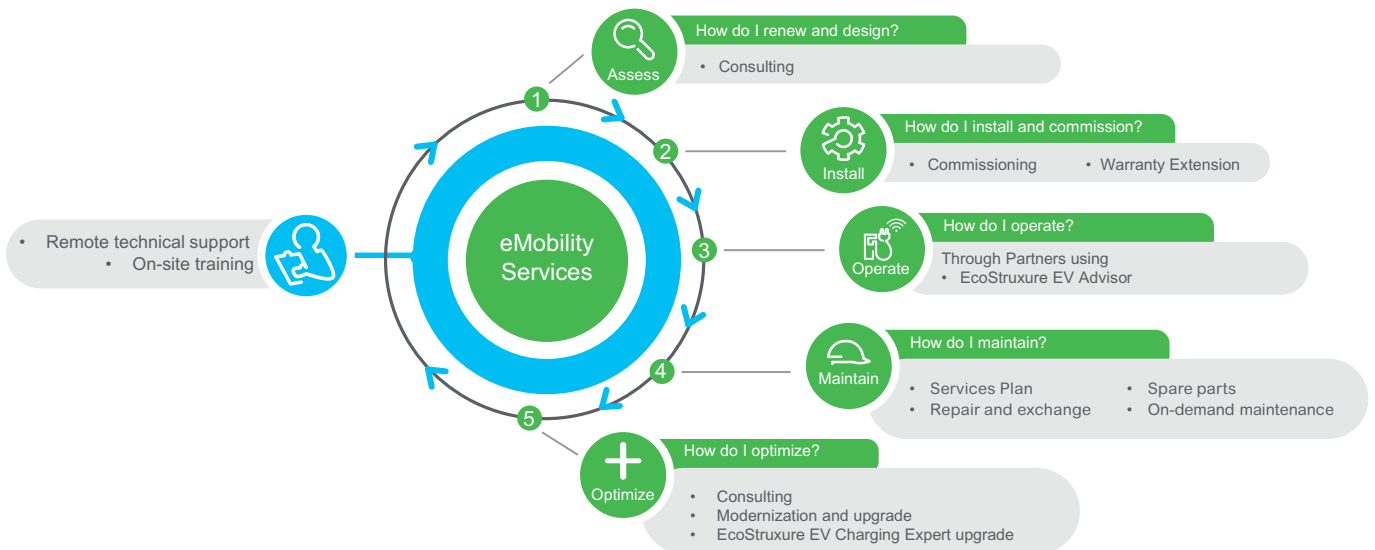 How do I renew and design?
Assess
• Consulting
1
How do I install and commission?
2
Install
• Commissioning • Warranty Extension
How do I operate?
3
Operate
Through Partners using
• EcoStruxure EV Advisor
eMobility
Services
• Remote technical support
• On-site training
How do I maintain?
4
Maintain
• Services Plan • Spare parts
• Repair and exchange • On-demand maintenance
5
How do I optimize?
Optimize
• Consulting
• Modernization and upgrade
• EcoStruxure EV Charging Expert upgrade